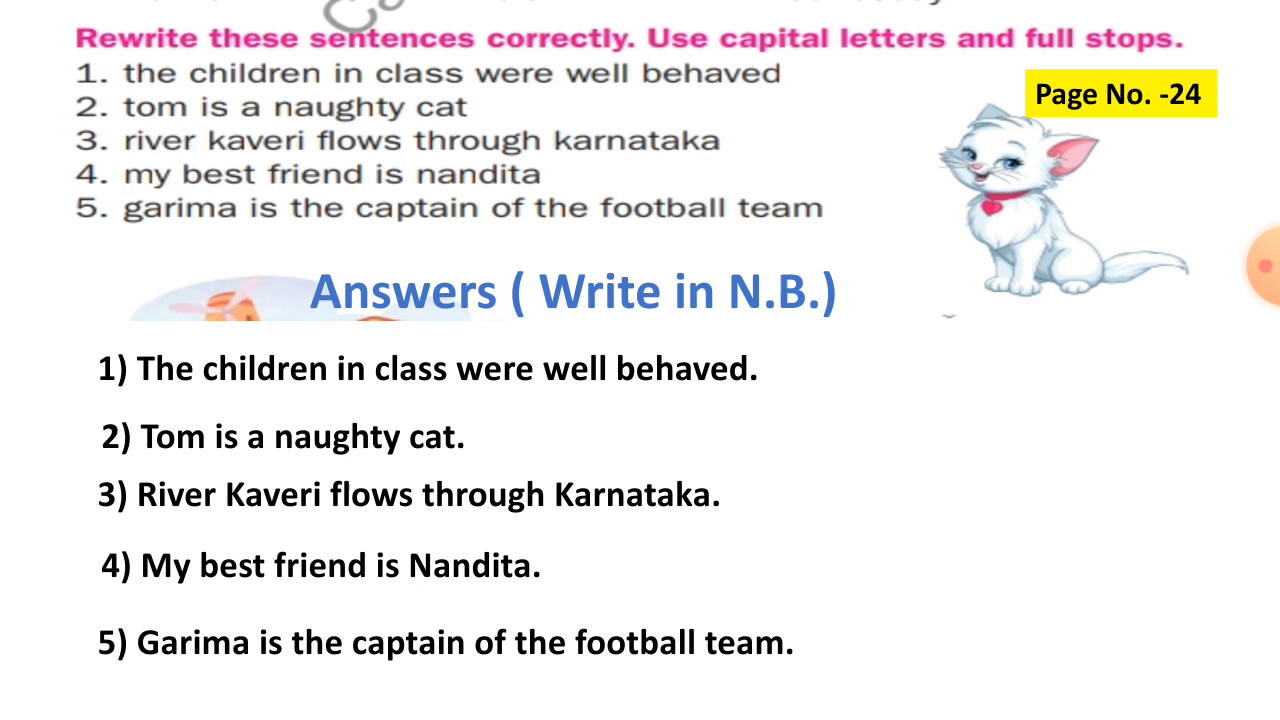 Rewrite these sentences correctly. Use capital letters and full stops.
1. the children in class were well behaved
Page No. -24
2. tom is a naughty cat
3. river kaveri flows through karnataka
4. my best friend is nandita
5. garima is the captain of the football team
Answers ( Write in N.B.)
1) The children in class were well behaved.
2) Tom is a naughty cat.
3) River Kaveri flows through Karnataka.
4) My best friend is Nandita.
5) Garima is the captain of the football team.